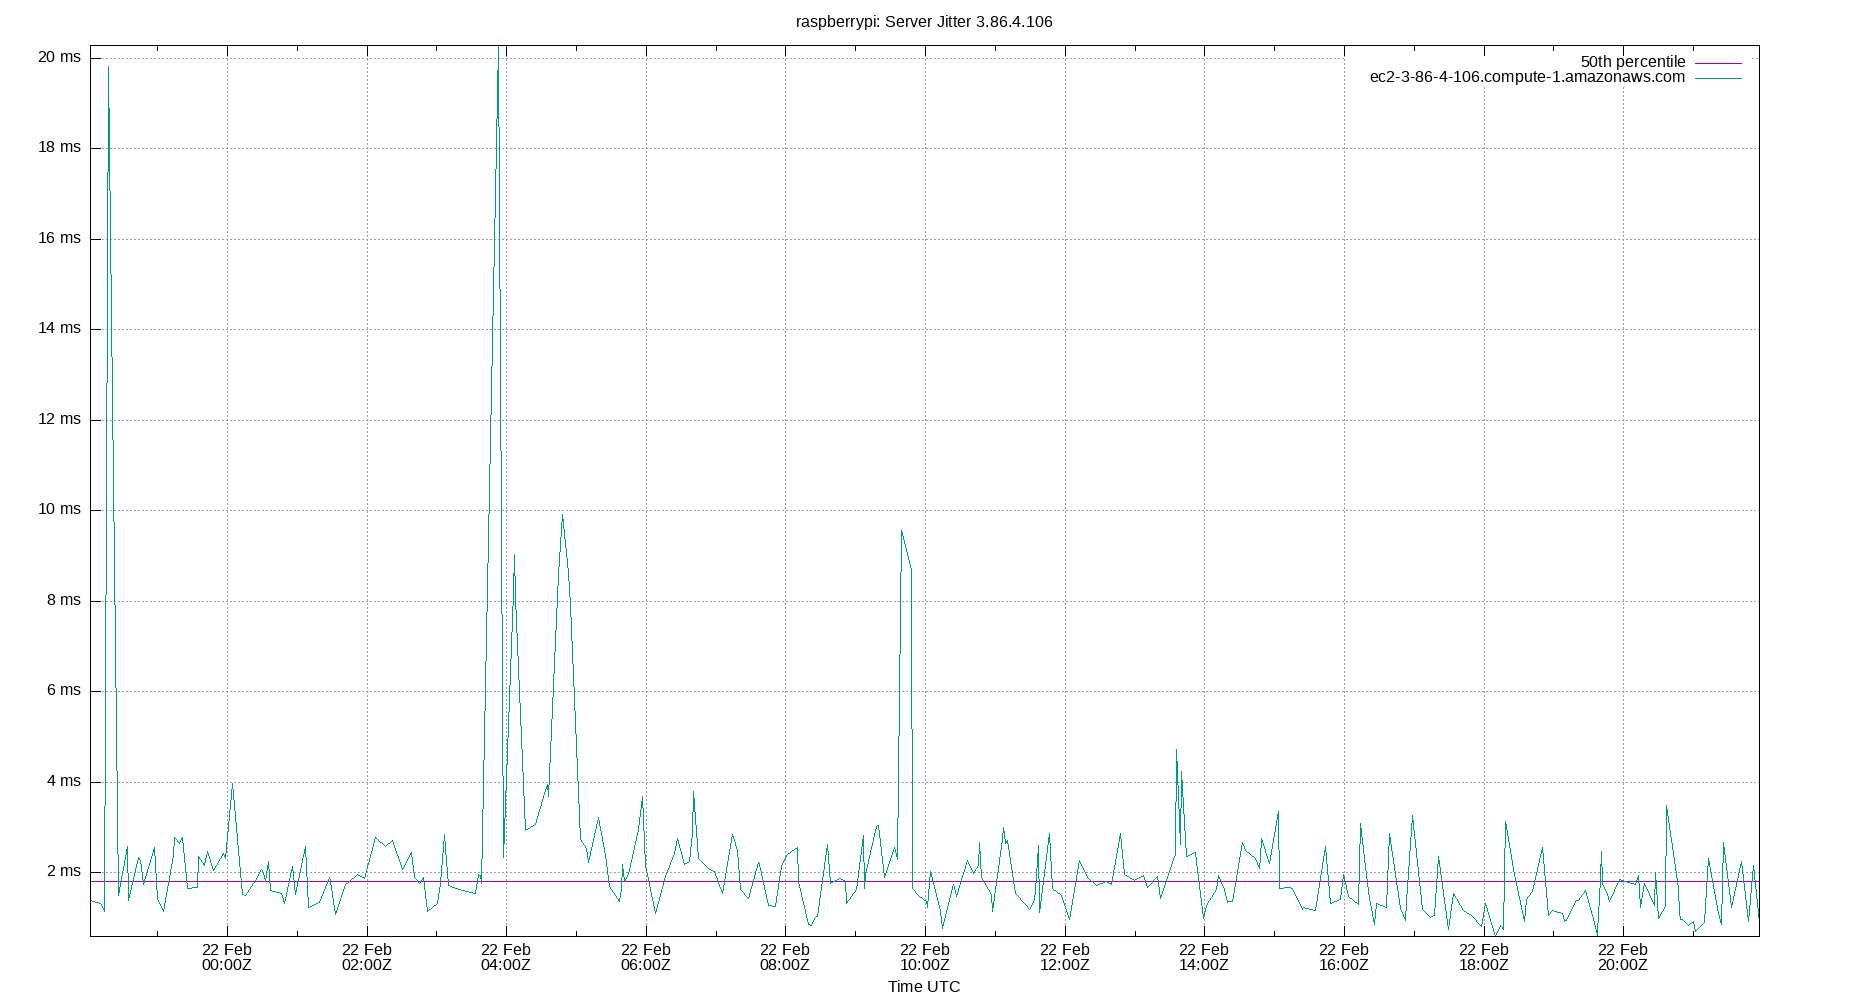 raspberrypi: Server Jitter 3.86.4.106
20 ms
18 ms
16 ms
14 ms
12 ms
10 ms
8 ms
6 ms
4 ms
2 ms
50th percentile
ec2-3-86-4-106.compute-1.amazonaws.com
22 Feb
00:00Z
22 Feb
02:00Z
22 Feb
04:00Z
22 Feb
06:00Z
22 Feb
08:00Z
22 Feb
10:00Z
22 Feb
12:00Z
22 Feb
14:00Z
22 Feb
16:00Z
22 Feb
18:00Z
22 Feb
20:00Z
Time UTC